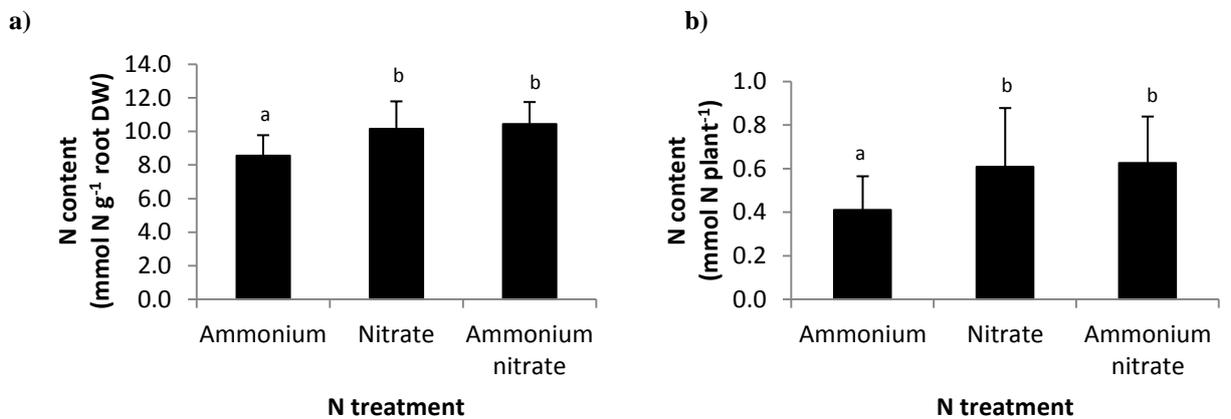 a)
N content
(mmol N g⁻¹ root DW)
14.0
12.0
10.0
8.0
6.0
4.0
2.0
0.0
a
b
b
Ammonium
Nitrate
Ammonium
nitrate
N treatment
b)
N content
(mmol N plant⁻¹)
1.0
0.8
0.6
0.4
0.2
0.0
a
b
b
Ammonium
Nitrate
Ammonium
nitrate
N treatment